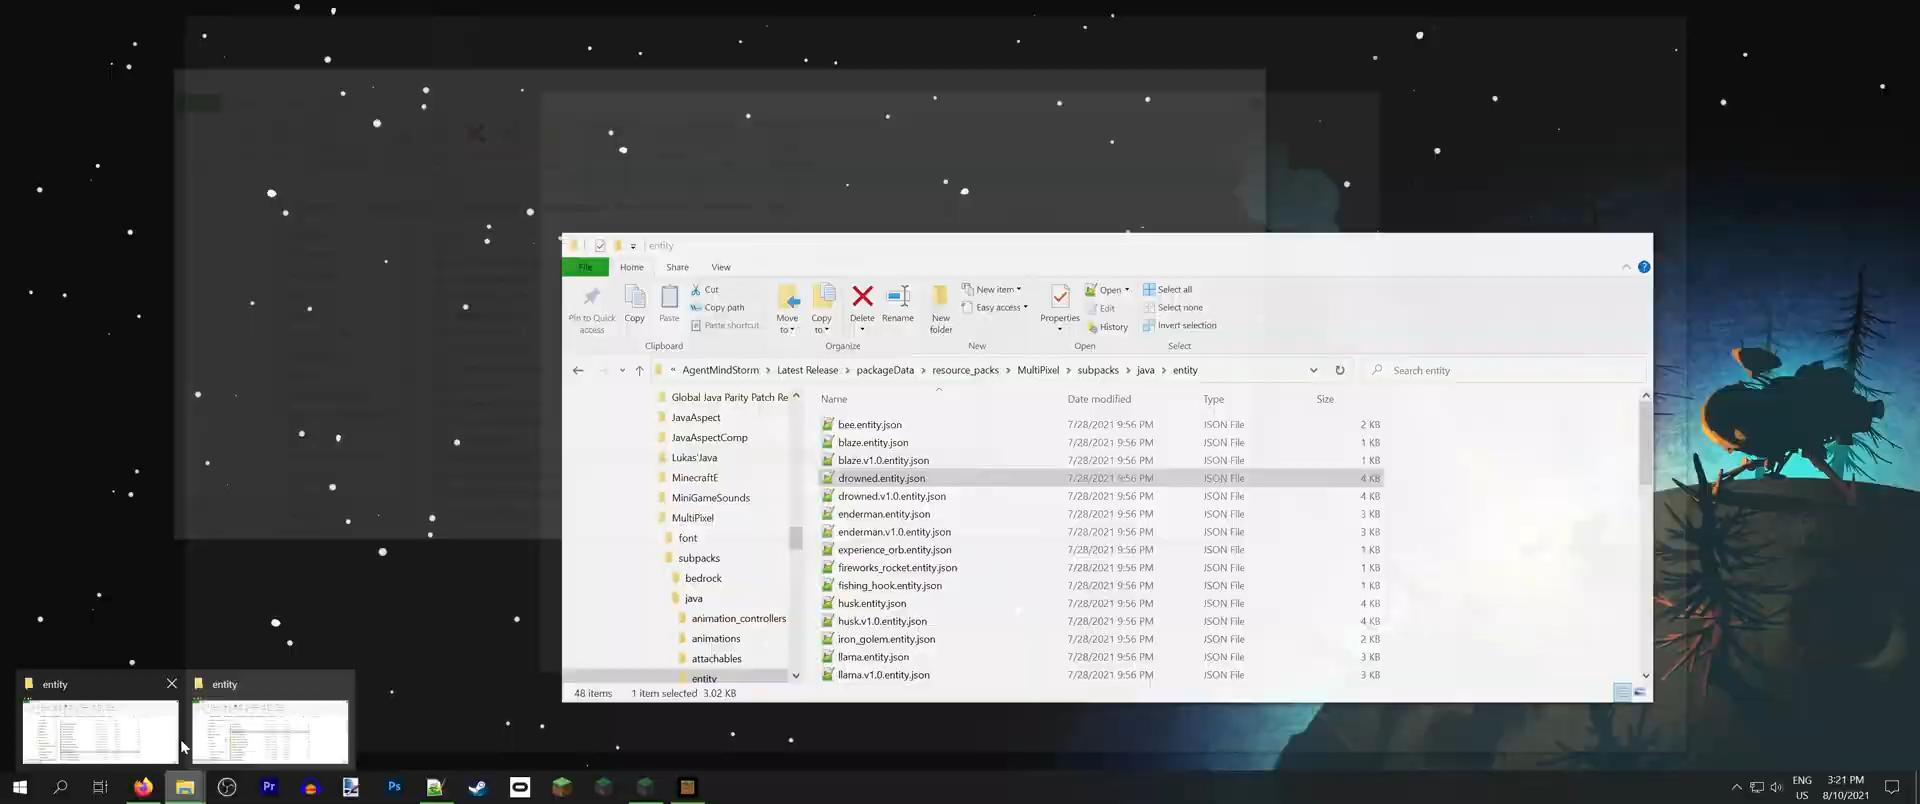 entity
File Home Share View
Pin to Quick access
Copy
Paste
Cut
Copy path
Paste shortcut
Move to
Copy to
Delete
Rename
New folder
New item
Easy access
Properties
Open
Edit
History
Select all
Select none
Invert selection
Clipboard Organize New Open Select
« AgentMindStorm › Latest Release › packageData › resource_packs › MultiPixel › subpacks › java › entity
Search entity
Global Java Parity Patch Re
JavaAspect
JavaAspectComp
Lukas'Java
MinecraftE
MiniGameSounds
MultiPixel
font
subpacks
bedrock
java
animation_controllers
animations
attachables
entity
Name Date modified Type Size
bee.entity.json 7/28/2021 9:56 PM JSON File 2 KB
blaze.entity.json 7/28/2021 9:56 PM JSON File 1 KB
blaze.v1.0.entity.json 7/28/2021 9:56 PM JSON File 1 KB
drowned.entity.json 7/28/2021 9:56 PM JSON File 4 KB
drowned.v1.0.entity.json 7/28/2021 9:56 PM JSON File 4 KB
enderman.entity.json 7/28/2021 9:56 PM JSON File 3 KB
enderman.v1.0.entity.json 7/28/2021 9:56 PM JSON File 3 KB
experience_orb.entity.json 7/28/2021 9:56 PM JSON File 1 KB
fireworks_rocket.entity.json 7/28/2021 9:56 PM JSON File 1 KB
fishing_hook.entity.json 7/28/2021 9:56 PM JSON File 1 KB
husk.entity.json 7/28/2021 9:56 PM JSON File 4 KB
husk.v1.0.entity.json 7/28/2021 9:56 PM JSON File 4 KB
iron_golem.entity.json 7/28/2021 9:56 PM JSON File 2 KB
llama.entity.json 7/28/2021 9:56 PM JSON File 3 KB
llama.v1.0.entity.json 7/28/2021 9:56 PM JSON File 3 KB
48 items 1 item selected 3.02 KB
entity
entity
Pr
Ps
ENG
US
3:21 PM
8/10/2021